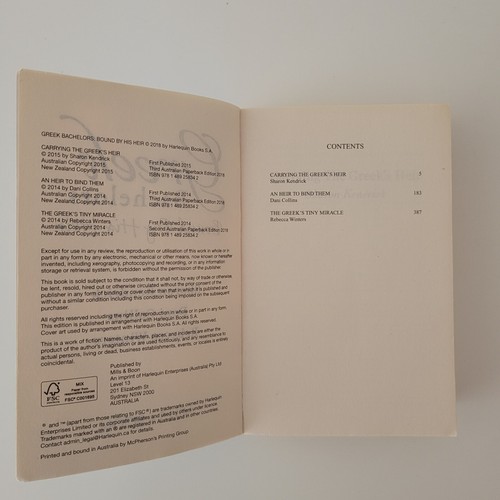 GREEK BACHELORS: BOUND BY HIS HEIR © 2019 by Harlequin Books S.A.
CARRYING THE GREEK'S HEIR
© 2015 by Sharon Kendrick
Australian Copyright 2015
New Zealand Copyright 2015
First Published 2015
Third Australian Paperback Edition 2019
ISBN 978 1 489 25834 2
AN HEIR TO BIND THEM
© 2014 by Dani Collins
Australian Copyright 2014
New Zealand Copyright 2014
First Published 2014
Third Australian Paperback Edition 2019
ISBN 978 1 489 25834 2
THE GREEK'S TINY MIRACLE
© 2014 by Rebecca Winters
Australian Copyright 2014
New Zealand Copyright 2014
First Published 2014
Second Australian Paperback Edition 2019
ISBN 978 1 489 25834 2
Except for use in any review, the reproduction or utilisation of this work in whole or in
part in any form by any electronic, mechanical or other means, now known or hereafter
invented, including xerography, photocopying and recording, or in any information
storage or retrieval system, is forbidden without the permission of the publisher.
This book is sold subject to the condition that it shall not, by way of trade or otherwise,
be lent, resold, hired out or otherwise circulated without the prior consent of the
publisher in any form of binding or cover other than that in which it is published and
without a similar condition including this condition being imposed on the subsequent
purchaser.
All rights reserved including the right of reproduction in whole or in part in any form.
This edition is published in arrangement with Harlequin Books S.A.
Cover art used by arrangement with Harlequin Books S.A. All rights reserved.
This is a work of fiction. Names, characters, places, and incidents are either the
product of the author's imagination or are used fictitiously, and any resemblance to
actual persons, living or dead, business establishments, events, or locales is entirely
coincidental.
Published by
Mills & Boon
An imprint of Harlequin Enterprises (Australia) Pty Ltd
Level 13
201 Elizabeth St
Sydney NSW 2000
AUSTRALIA
FSC
MIX
Paper from
responsible sources
FSC® C001695
® and ™ (apart from those relating to FSC®) are trademarks owned by Harlequin
Enterprises Limited or its corporate affiliates and used by others under licence.
Trademarks marked with an ® are registered in Australia and in other countries.
Contact admin_legal@Harlequin.ca for details.
Printed and bound in Australia by McPherson's Printing Group
CONTENTS
CARRYING THE GREEK'S HEIR 5
Sharon Kendrick
AN HEIR TO BIND THEM 183
Dani Collins
THE GREEK'S TINY MIRACLE 387
Rebecca Winters